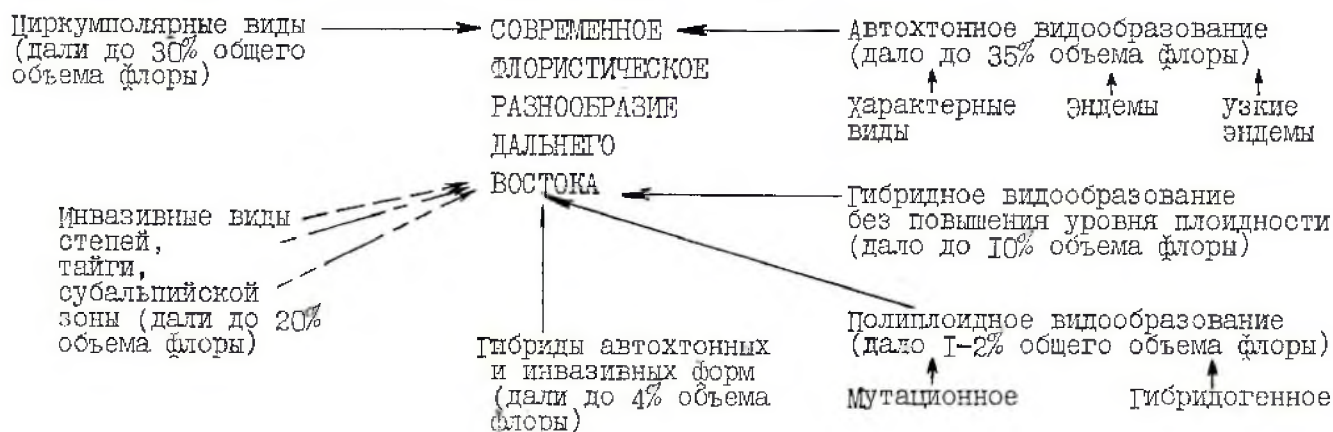 Циркумполярные виды
(дали до 30% общего
объема флоры)
СОВРЕМЕННОЕ
ФЛОРИСТИЧЕСКОЕ
РАЗНООБРАЗИЕ
ДАЛЬНЕГО
ВОСТОКА
Автохтонное видообразование
(дало до 35% объема флоры)
Характерные виды
Эндемы
Узкие эндемы
Инвазивные виды
степей,
тайги,
субальпийской
зоны (дали до 20%
объема флоры)
Гибридное видообразование
без повышения уровня плоидности
(дало до 10% объема флоры)
Гибриды автохтонных
и инвазивных форм
(дали до 4% объема
флоры)
Полиплоидное видообразование
(дало 1-2% общего объема флоры)
Мутационное
Гибридогенное